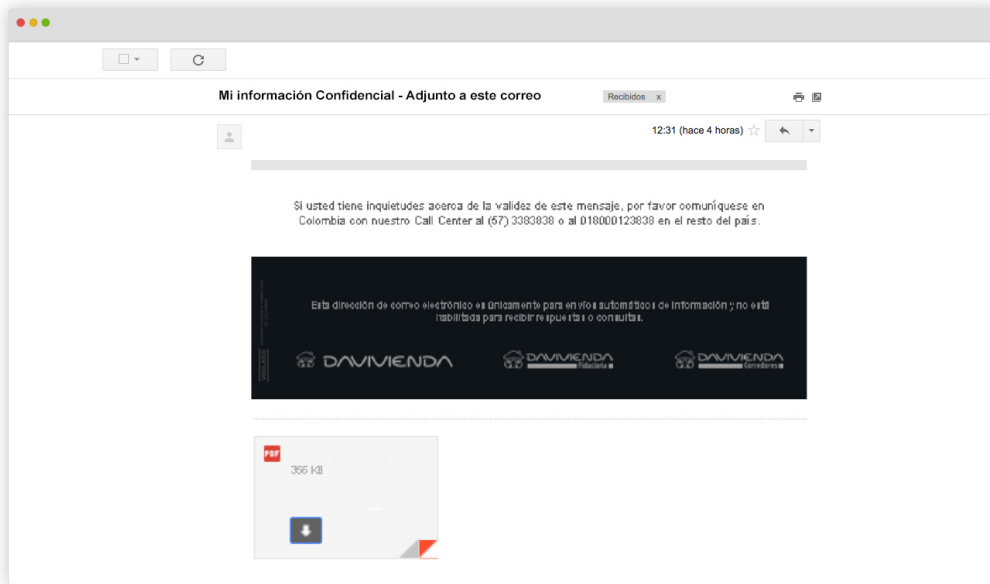 Mi información Confidencial - Adjunto a este correo
Recibidos x
12:31 (hace 4 horas)
Si usted tiene inquietudes acerca de la validez de este mensaje, por favor comuníquese en
Colombia con nuestro Call Center al (57) 3383838 o al 018000123838 en el resto del país.
Esta dirección de correo electrónico es únicamente para envíos automáticos de información y no está
habilitada para recibir respuestas o consultas.
VIGILADO
DAVIVIENDA
DAVIVIENDA
Fiduciaria
DAVIVIENDA
Corredores
PDF
366 KB